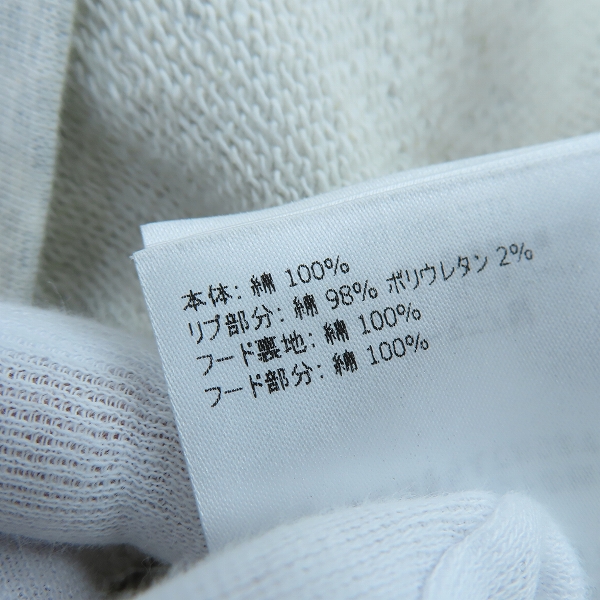 本体: 綿 100%
リブ部分: 綿 98% ポリウレタン 2%
フード裏地: 綿 100%
フード部分: 綿 100%